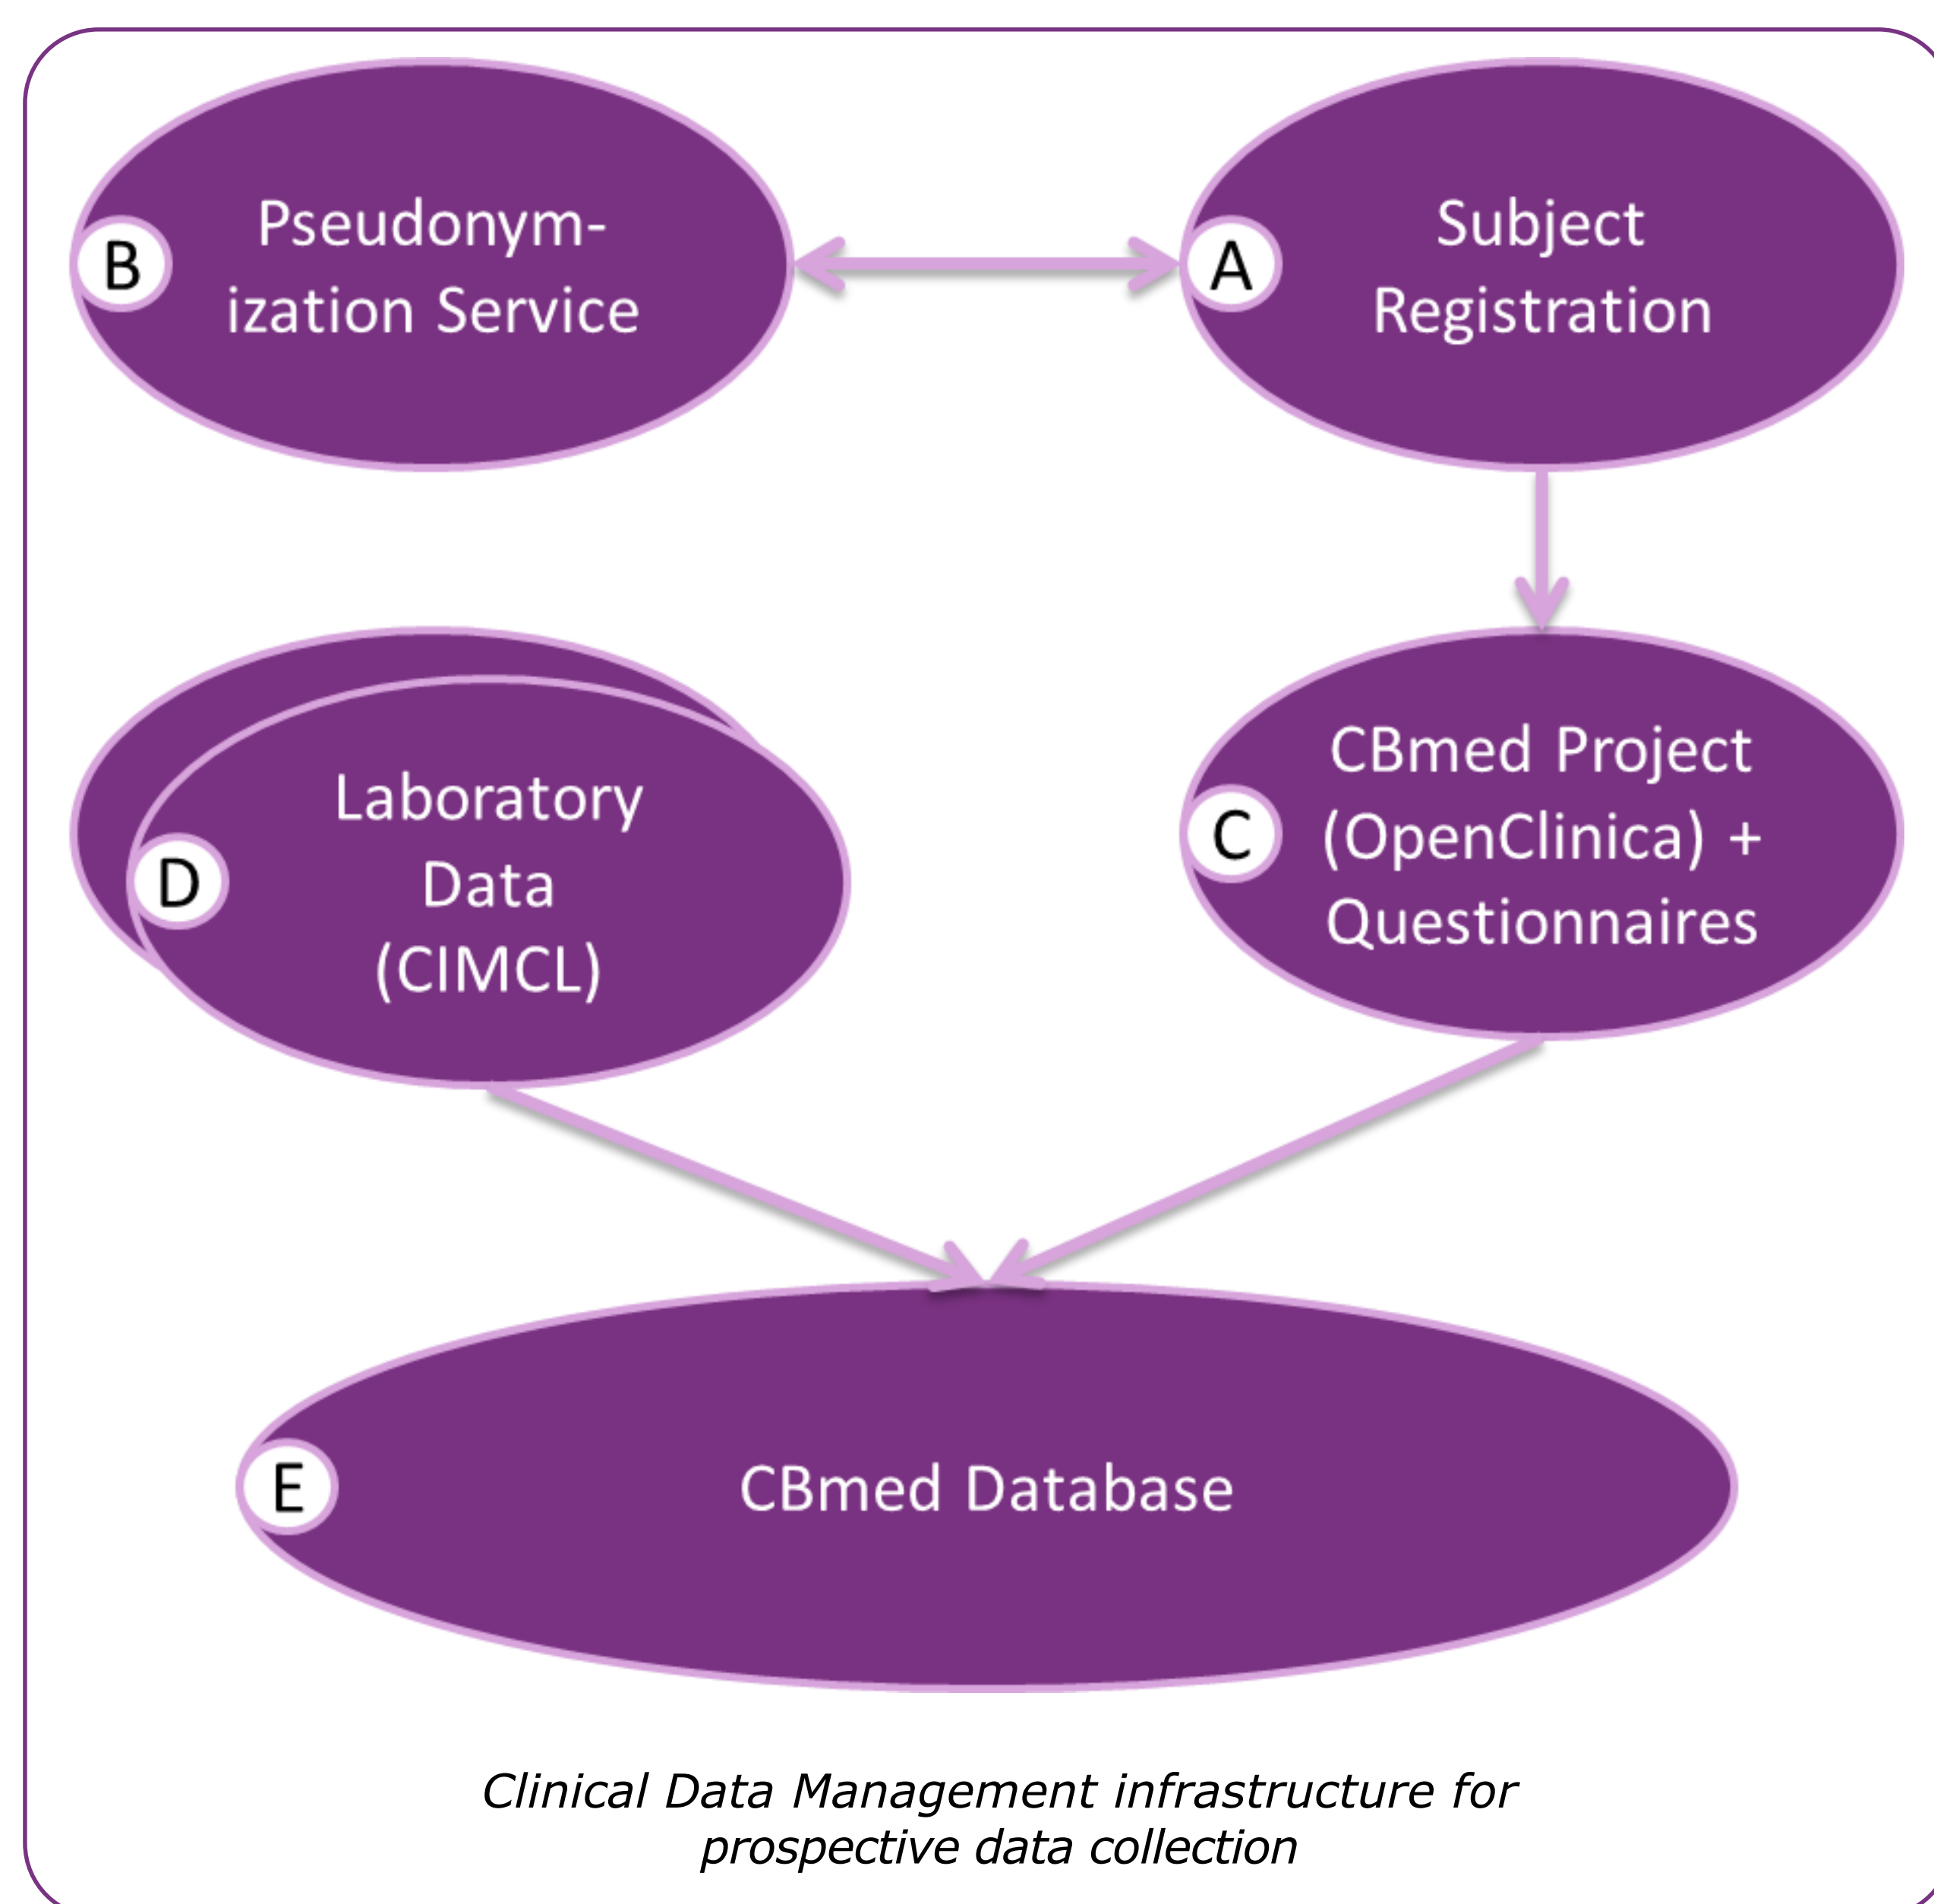 B
Pseudonym-
ization Service
A
Subject
Registration
D
Laboratory
Data
(CIMCL)
C
CBmed Project
(OpenClinica) +
Questionnaires
E
CBmed Database
Clinical Data Management infrastructure for
prospective data collection